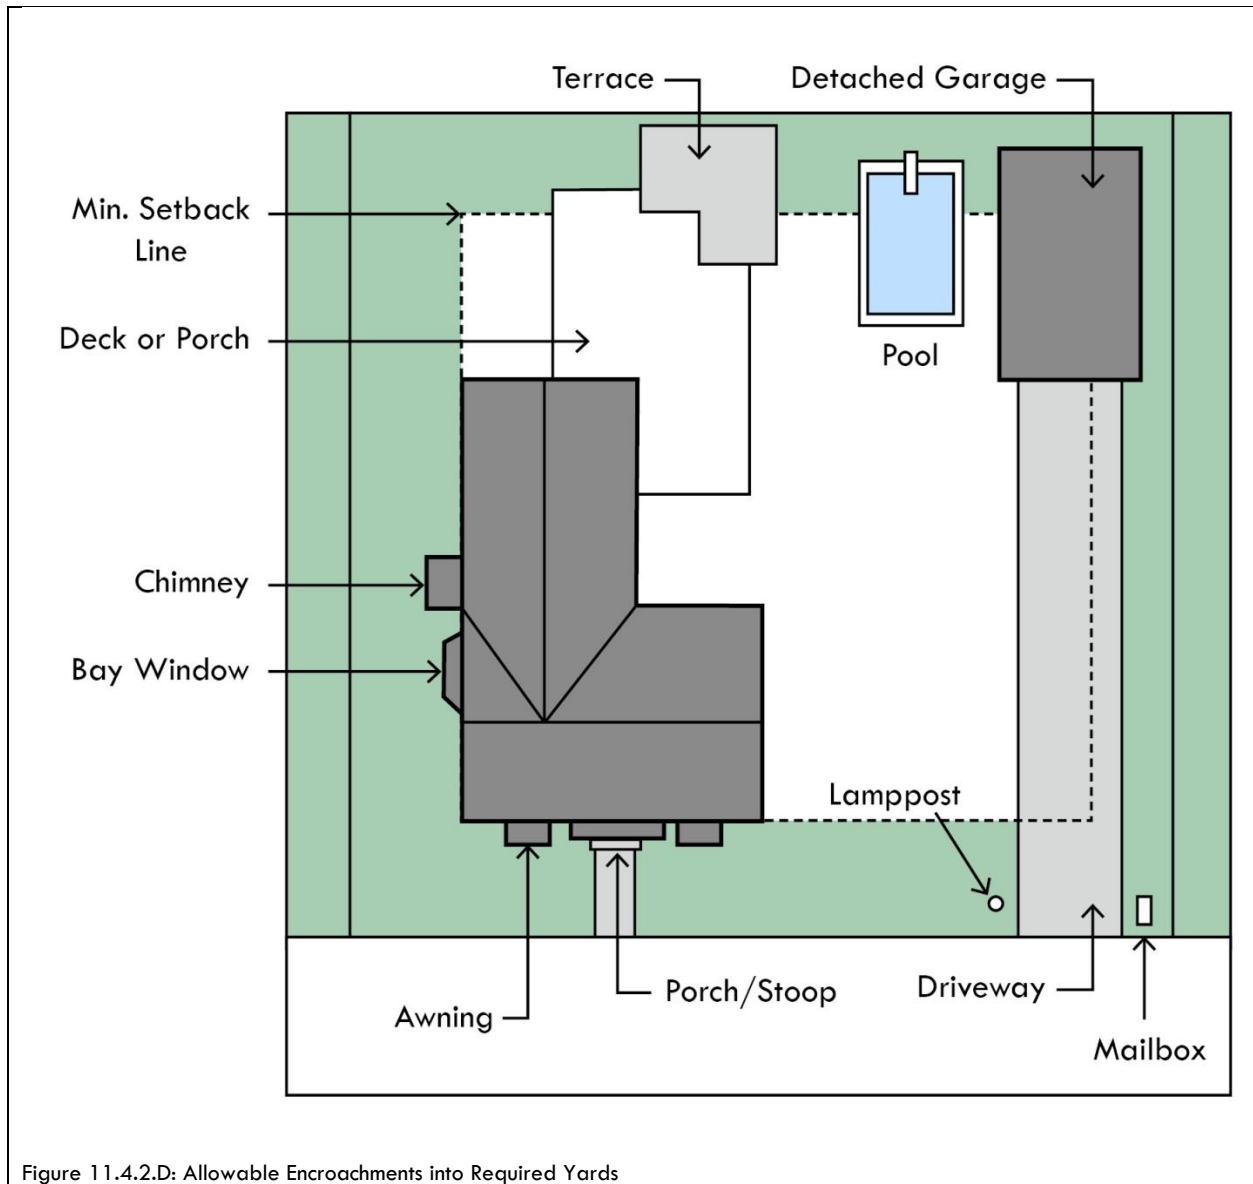 Terrace
Detached Garage
Min. Setback
Line
Deck or Porch
Pool
Chimney
Bay Window
Lamppost
Awning
Porch/Stoop
Driveway
Mailbox
Figure 11.4.2.D: Allowable Encroachments into Required Yards